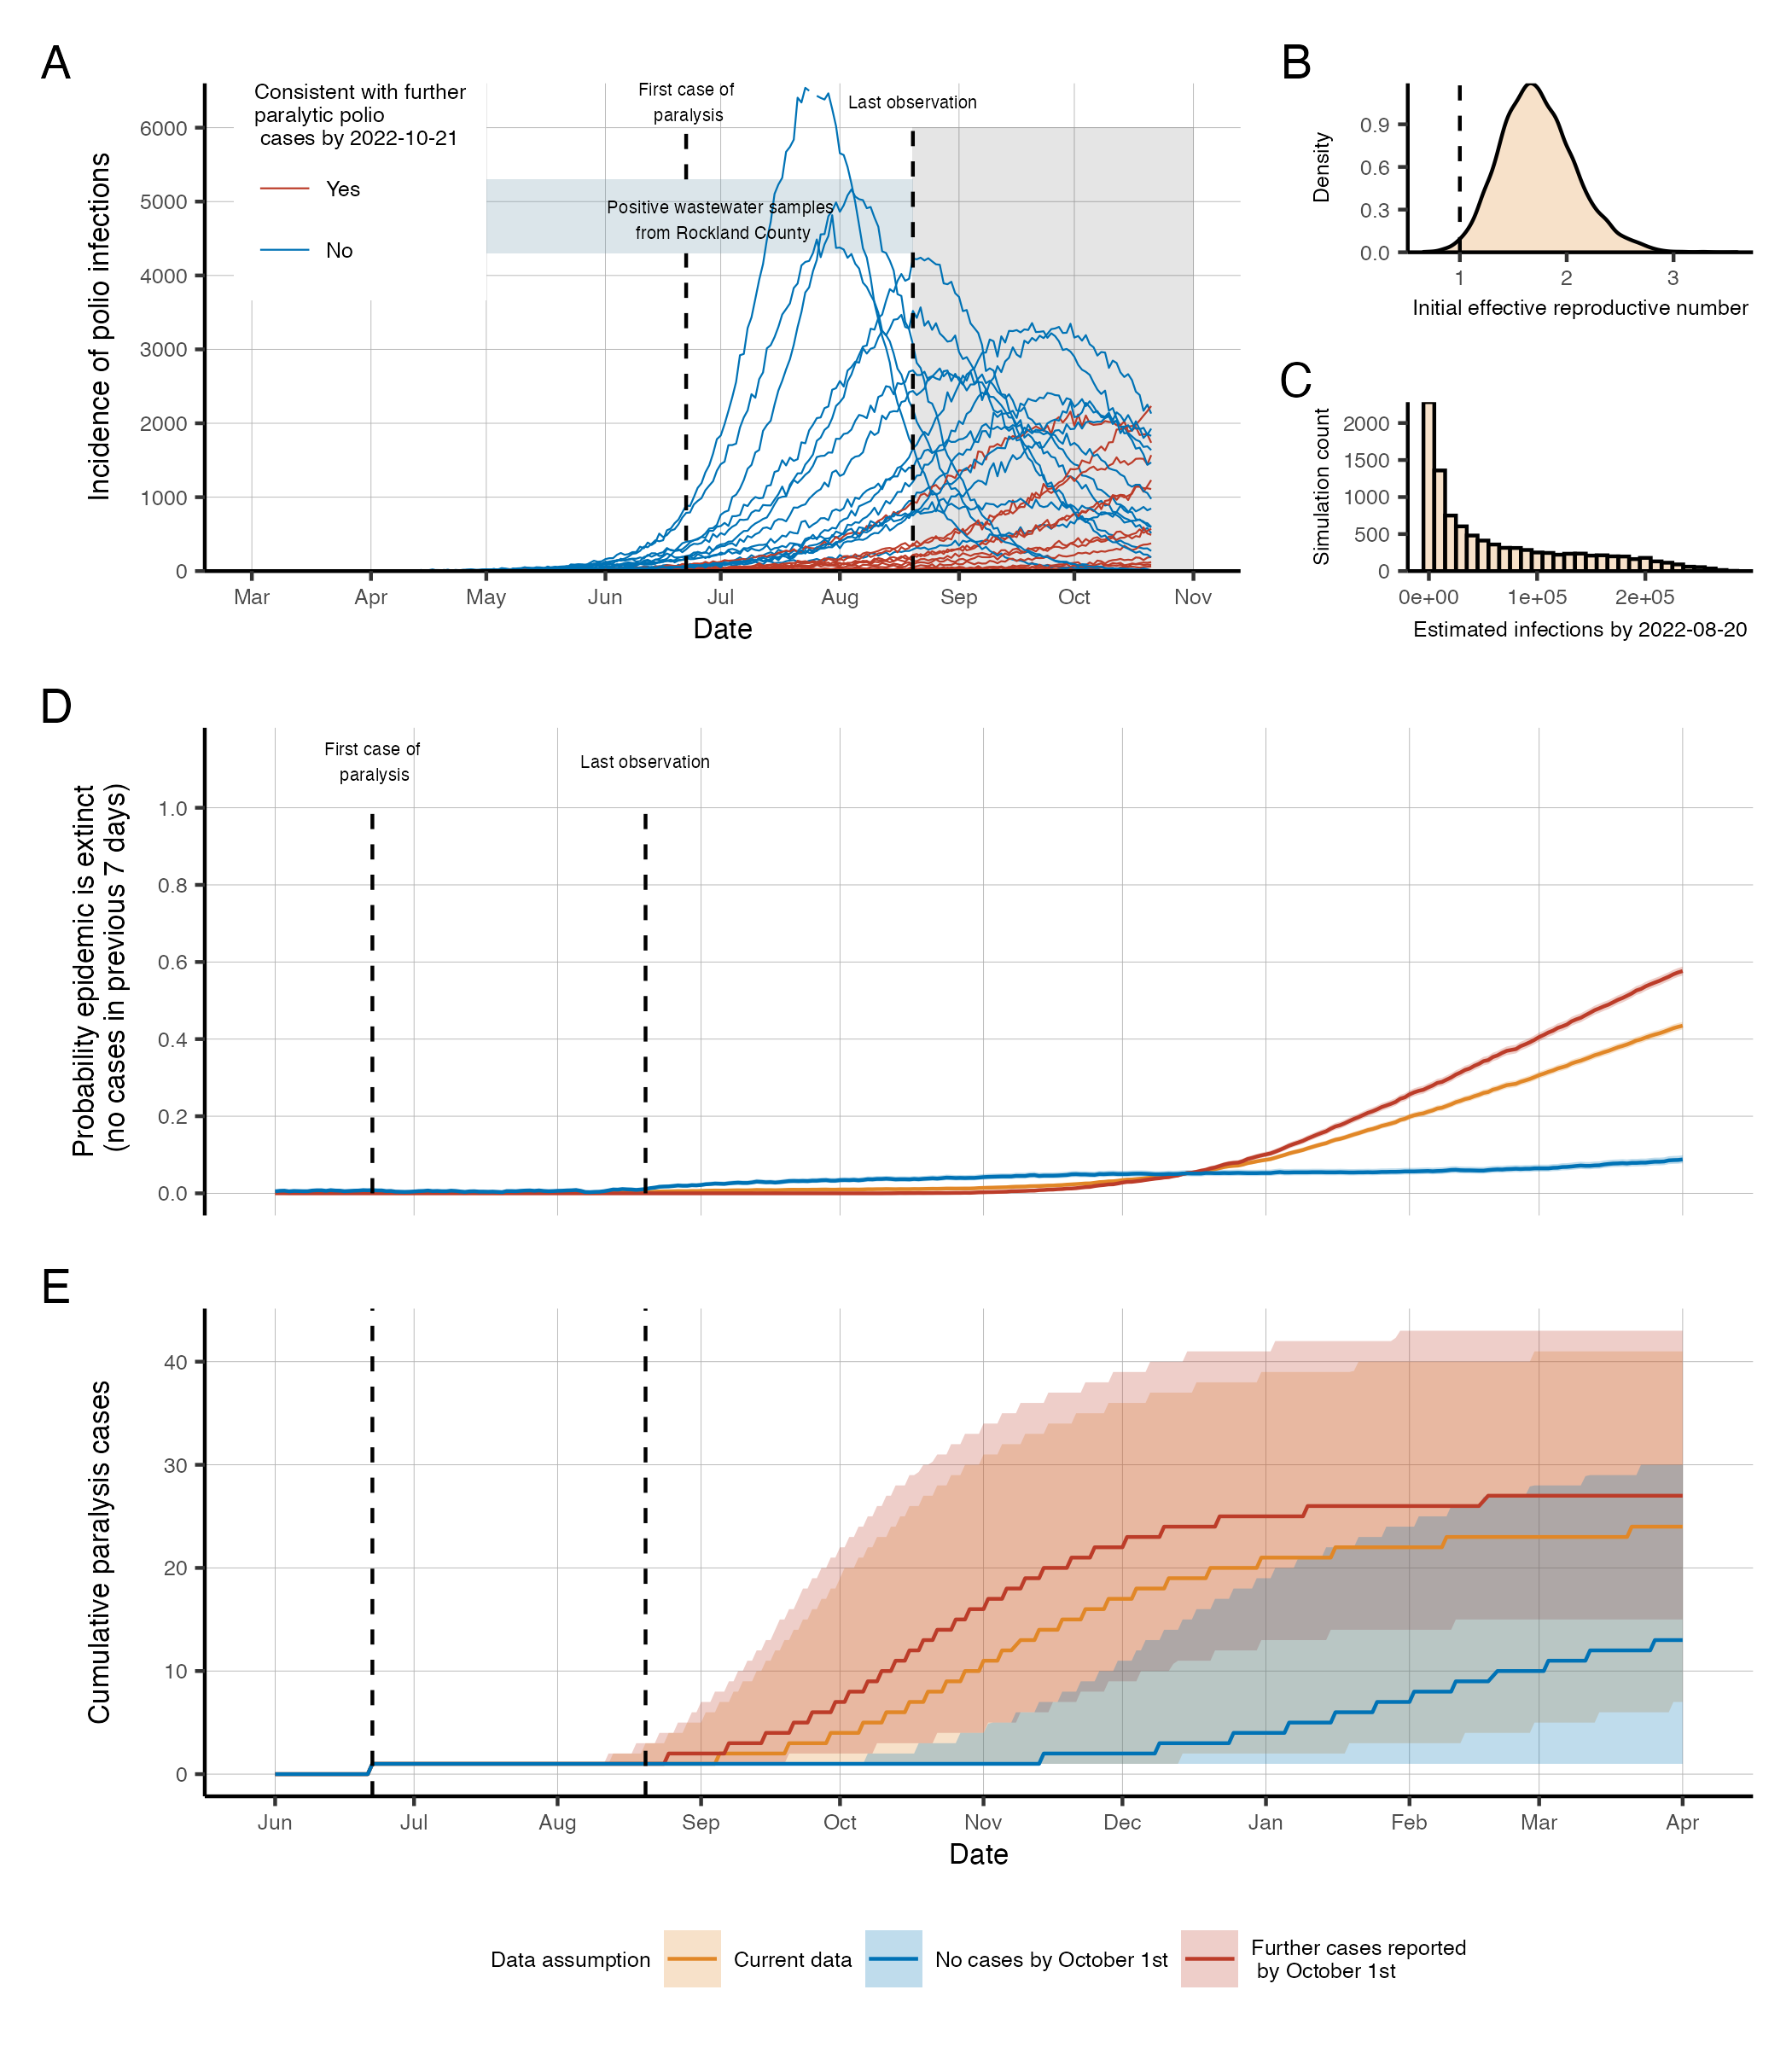 A
Consistent with further
paralytic polio
cases by 2022-10-21
Yes
No
First case of
paralysis
Last observation
Positive wastewater samples
from Rockland County
Incidence of polio infections
6000
5000
4000
3000
2000
1000
0
Mar Apr May Jun Jul Aug Sep Oct Nov
Date
B
Density
0.9
0.6
0.3
0.0
1 2 3
Initial effective reproductive number
C
Simulation count
2000
1500
1000
500
0
0e+00 1e+05 2e+05
Estimated infections by 2022-08-20
D
First case of
paralysis
Last observation
Probability epidemic is extinct
(no cases in previous 7 days)
1.0
0.8
0.6
0.4
0.2
0.0
E
Cumulative paralysis cases
40
30
20
10
0
Jun Jul Aug Sep Oct Nov Dec Jan Feb Mar Apr
Date
Data assumption
Current data
No cases by October 1st
Further cases reported
by October 1st